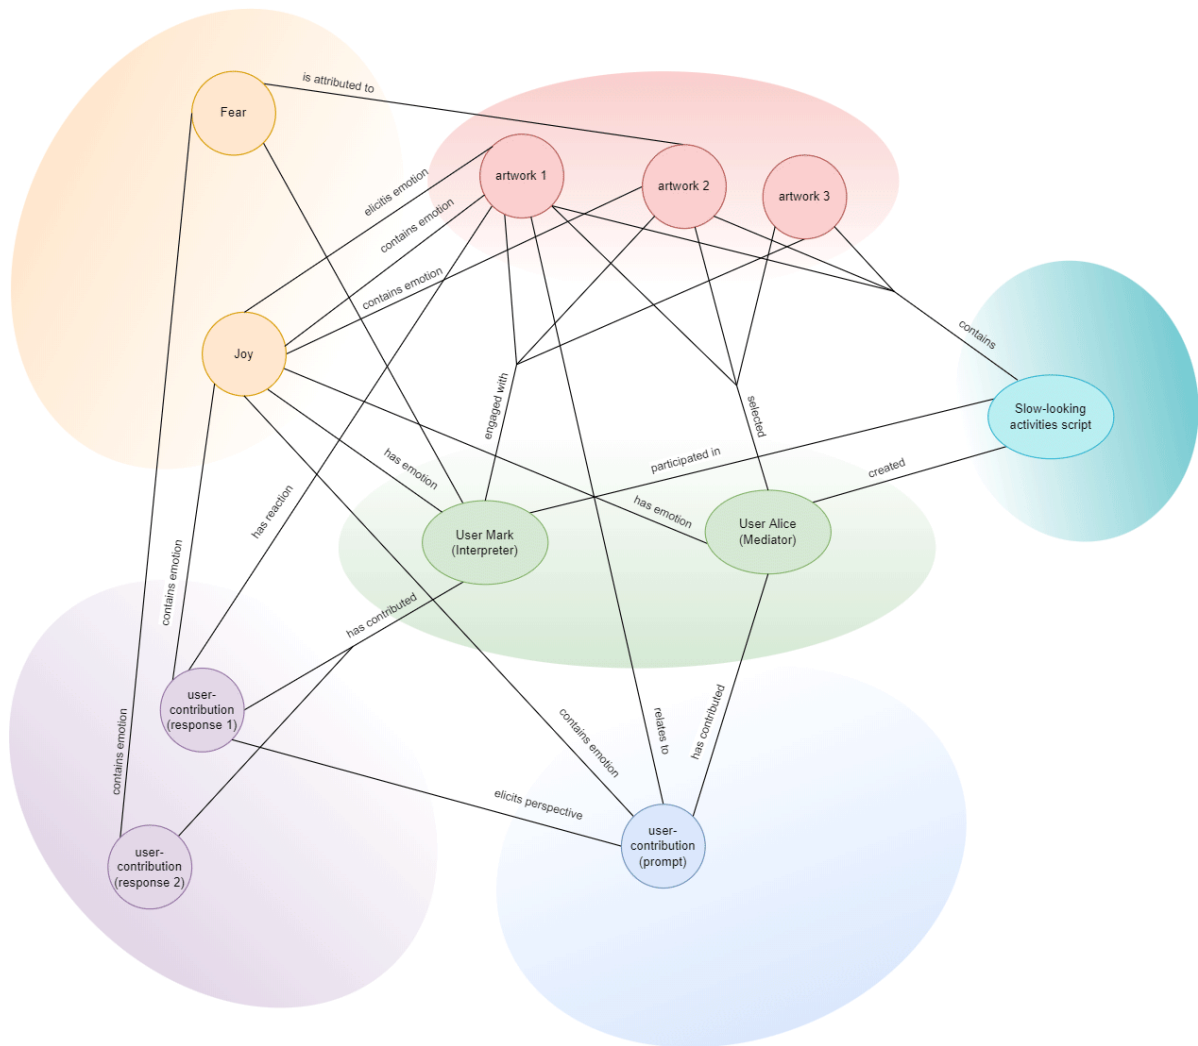 is attributed to
Fear
artwork 1
artwork 2
artwork 3
elicitis emotion
contains emotion
contains emotion
contains
Joy
engaged with
selected
Slow-looking
activities script
has emotion
participated in
created
has reaction
has emotion
User Mark
(Interpreter)
User Alice
(Mediator)
contains emotion
has contributed
user-
contribution
(response 1)
contains emotion
contains emotion
relates to
has contributed
elicits perspective
user-
contribution
(prompt)
user-
contribution
(response 2)